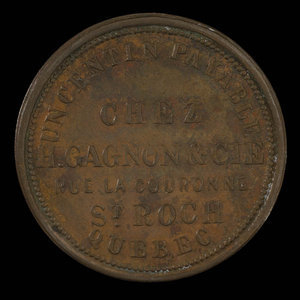 UN CENTIN PAYABLE
CHEZ
H. GAGNON & CIE
RUE LA COURONNE,
ST. ROCH
QUEBEC